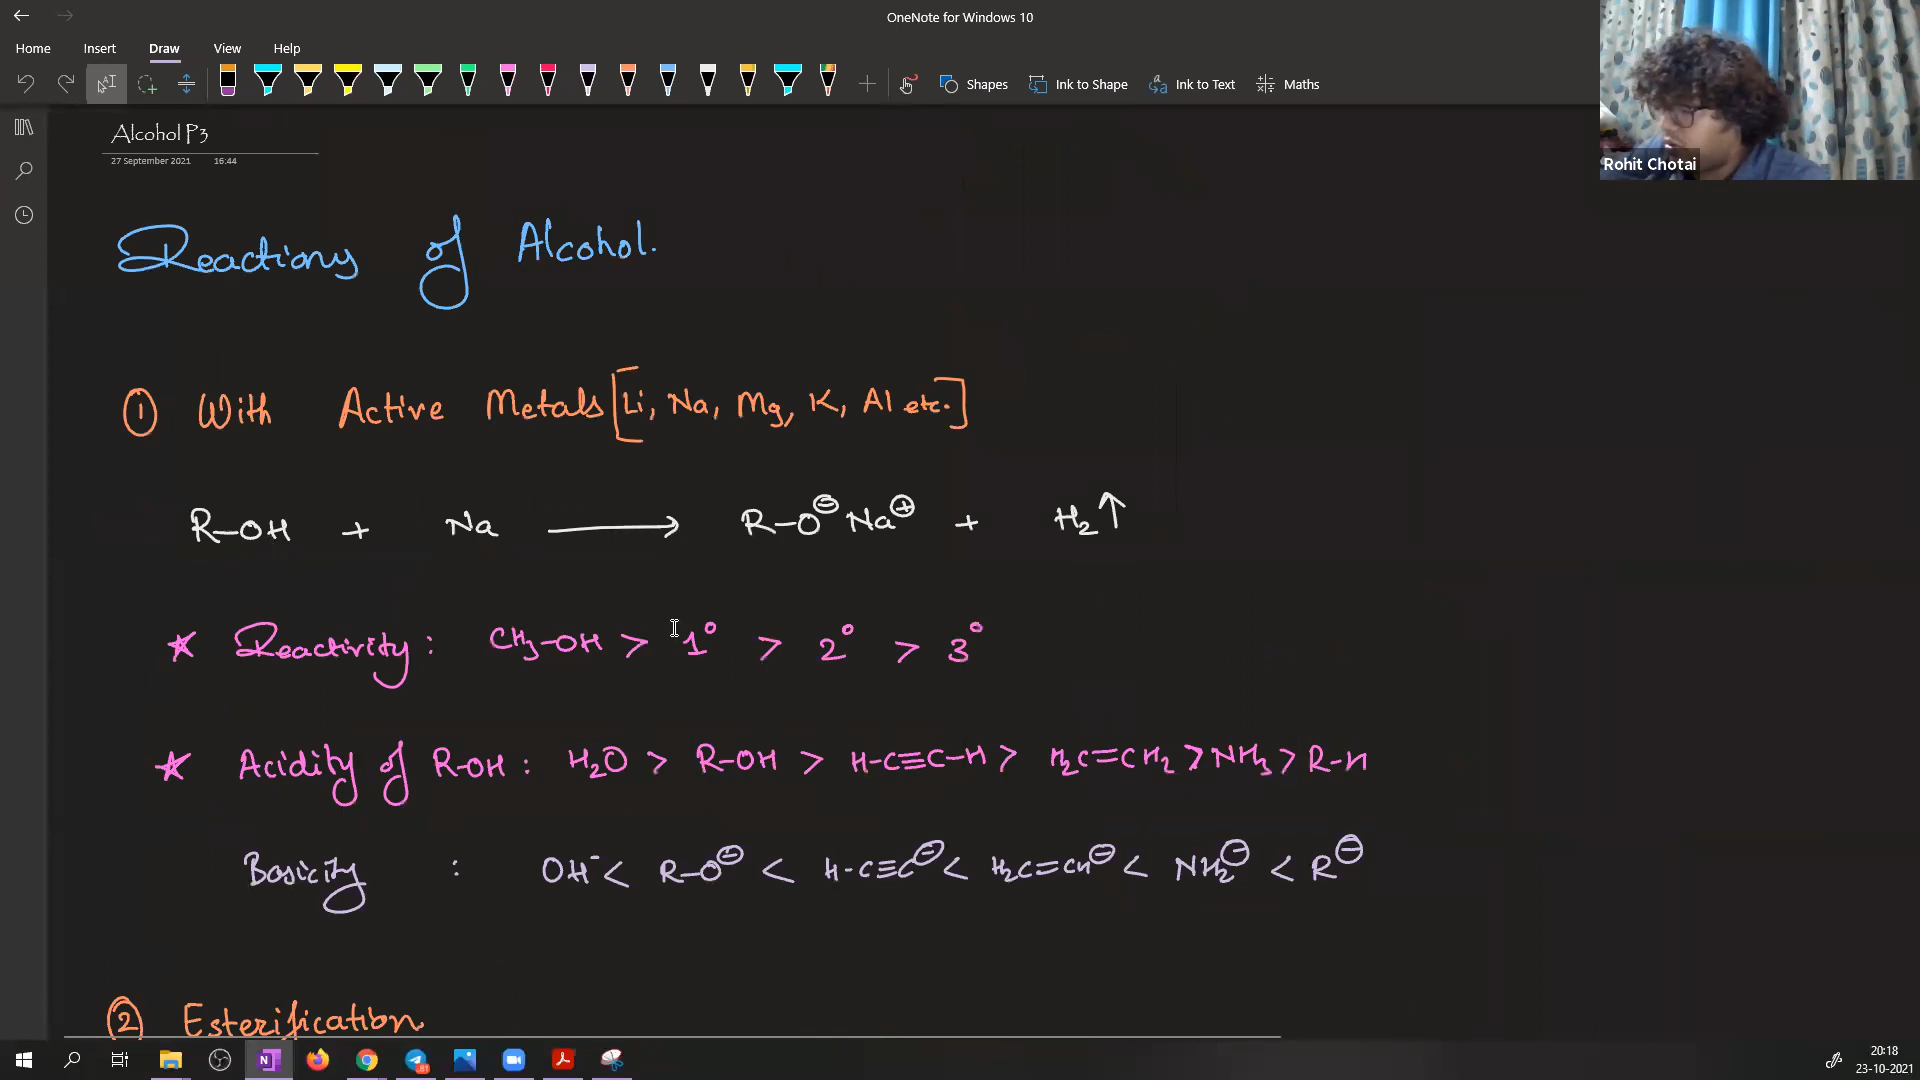 OneNote for Windows 10
Home Insert Draw View Help
Shapes Ink to Shape Ink to Text Maths
Alcohol P3
27 September 2021 16:44
Rohit Chotai
Reactions of Alcohol.
① With Active Metals [Li, Na, Mg, K, Al etc.]
R-OH + Na ⟶ R-O⊖ Na⊕ + H₂↑
★ Reactivity : CH₃-OH > 1° > 2° > 3°
★ Acidity of R-OH : H₂O > R-OH > H-C≡C-H > H₂C=CH₂ > NH₃ > R-H
Basicity : OH⁻ < R-O⊖ < H-C≡C⊖ < H₂C=CH⊖ < NH₂⊖ < R⊖
② Esterification
81
20:18
23-10-2021